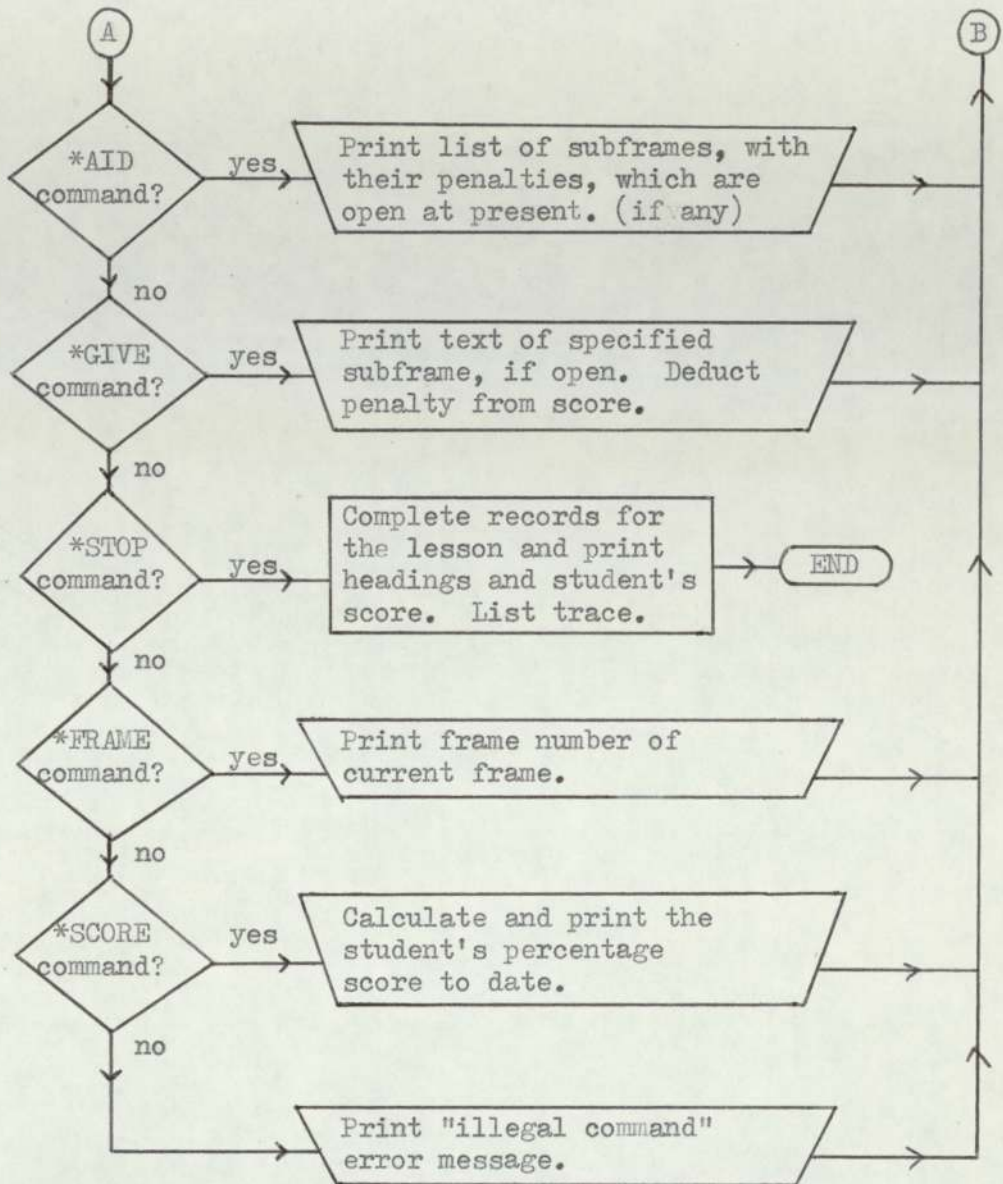 A
B
*AID
command?
yes
Print list of subframes, with
their penalties, which are
open at present. (if any)
no
*GIVE
command?
yes
Print text of specified
subframe, if open. Deduct
penalty from score.
no
*STOP
command?
yes
Complete records for
the lesson and print
headings and student's
score. List trace.
END
no
*FRAME
command?
yes
Print frame number of
current frame.
no
*SCORE
command?
yes
Calculate and print the
student's percentage
score to date.
no
Print "illegal command"
error message.